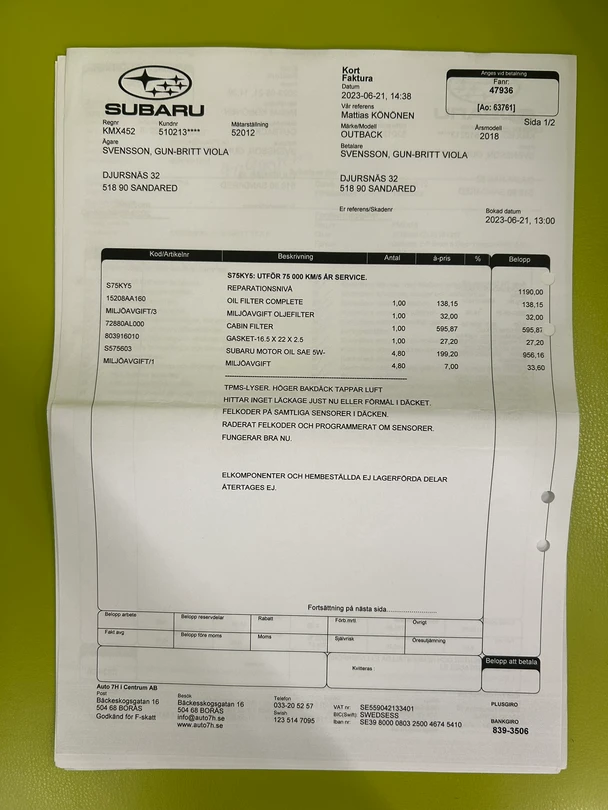 SUBARU
Kort
Faktura
Datum
2023-06-21, 14:38
Vår referens
Mattias KÖNÖNEN
Anges vid betalning
Fanr:
47936
[Ao: 63761]
Sida 1/2
Regnr Kundnr Mätarställning
KMX452 510213**** 52012
Märke/Modell Årsmodell
OUTBACK 2018
Ägare
SVENSSON, GUN-BRITT VIOLA
Betalare
SVENSSON, GUN-BRITT VIOLA
DJURSNÄS 32
518 90 SANDARED
DJURSNÄS 32
518 90 SANDARED
Er referens/Skadenr
Bokad datum
2023-06-21, 13:00
Kod/Artikelnr Beskrivning Antal à-pris % Belopp
S75KY5: UTFÖR 75 000 KM/5 ÅR SERVICE.
S75KY5 REPARATIONSNIVÅ 1190,00
15208AA160 OIL FILTER COMPLETE 1,00 138,15 138,15
MILJÖAVGIFT/3 MILJÖAVGIFT OLJEFILTER 1,00 32,00 32,00
72880AL000 CABIN FILTER 1,00 595,87 595,87
803916010 GASKET-16.5 X 22 X 2.5 1,00 27,20 27,20
S575603 SUBARU MOTOR OIL SAE 5W- 4,80 199,20 956,16
MILJÖAVGIFT/1 MILJÖAVGIFT 4,80 7,00 33,60
TPMS-LYSER. HÖGER BAKDÄCK TAPPAR LUFT
HITTAR INGET LÄCKAGE JUST NU ELLER FÖRMÅL I DÄCKET.
FELKODER PÅ SAMTLIGA SENSORER I DÄCKEN.
RADERAT FELKODER OCH PROGRAMMERAT OM SENSORER.
FUNGERAR BRA NU.
ELKOMPONENTER OCH HEMBESTÄLLDA EJ LAGERFÖRDA DELAR
ÅTERTAGES EJ.
Fortsättning på nästa sida....................
Belopp arbete Belopp reservdelar Rabatt Förb.mtrl Övrigt
Fakt avg Belopp före moms Moms Självrisk Öresutjämning
Kvitteras
Belopp att betala
Auto 7H i Centrum AB
Post
Bäckeskogsgatan 16
504 68 BORÅS
Godkänd för F-skatt
Besök
Bäckesskogsgatan 16
504 68 BORÅS
info@auto7h.se
www.auto7h.se
Telefon
033-20 52 57
Swish
123 514 7095
VAT nr: SE559042133401
BIC(Swift): SWEDSESS
Iban nr: SE39 8000 0803 2500 4674 5410
PLUSGIRO
BANKGIRO
839-3506